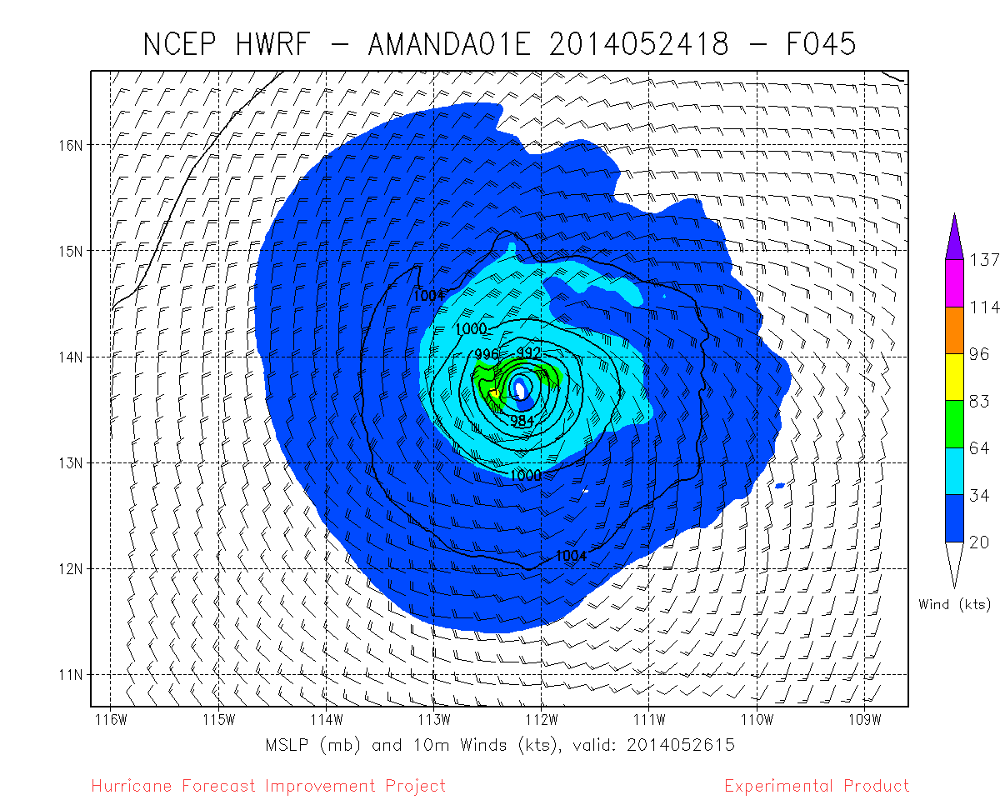 NCEP HWRF – AMANDA01E 2014052418 – F045
16N
15N
14N
13N
12N
11N
1004
1000
996
992
984
1000
1004
137
114
96
83
64
34
20
Wind (kts)
116W 115W 114W 113W 112W 111W 110W 109W
MSLP (mb) and 10m Winds (kts), valid: 2014052615
Hurricane Forecast Improvement Project
Experimental Product